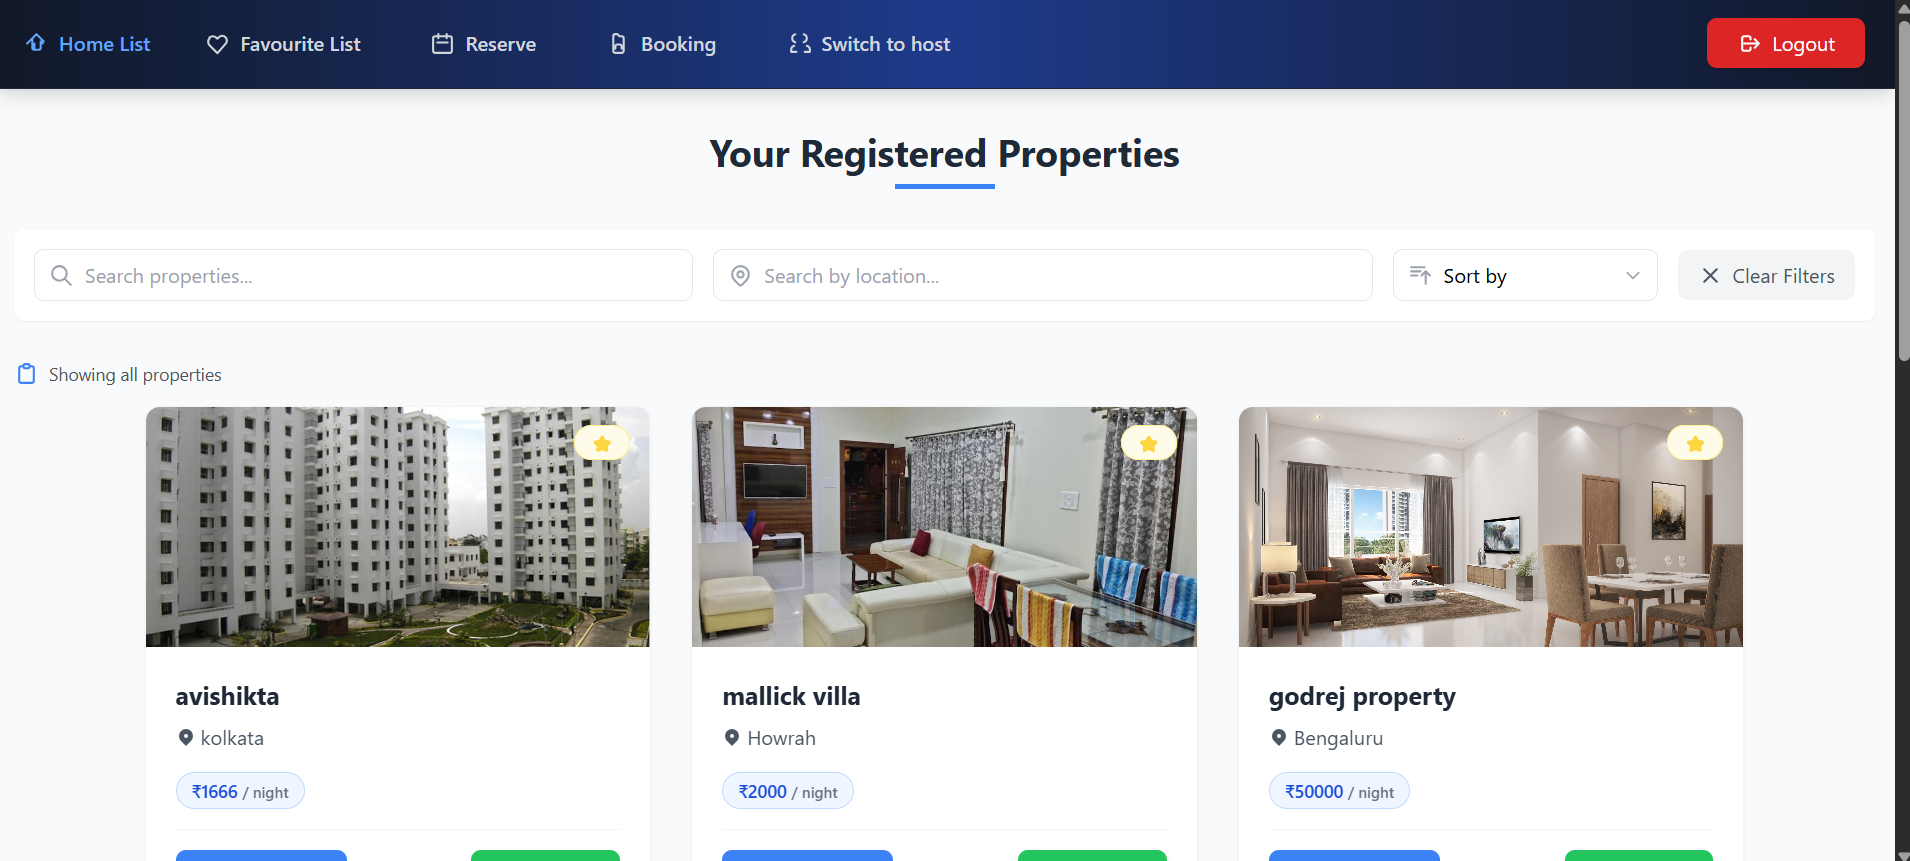 Home List
Favourite List
Reserve
Booking
Switch to host
Logout
Your Registered Properties
Search properties...
Search by location...
Sort by
Clear Filters
Showing all properties
avishikta
kolkata
₹1666 / night
mallick villa
Howrah
₹2000 / night
godrej property
Bengaluru
₹50000 / night